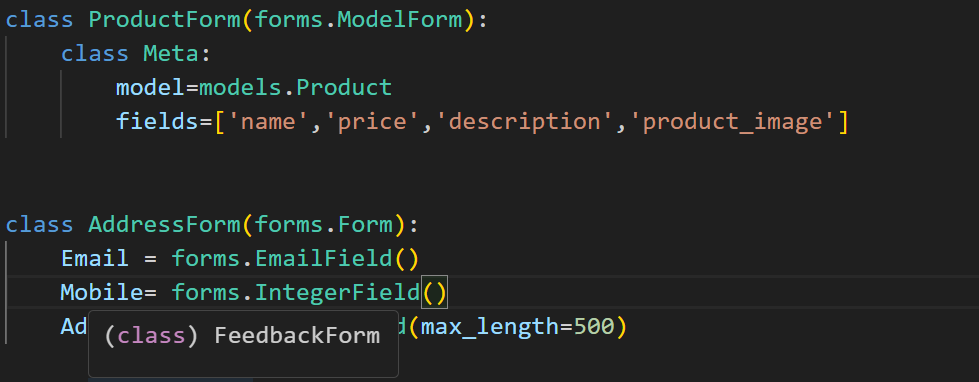 class ProductForm(forms.ModelForm):
    class Meta:
        model=models.Product
        fields=['name','price','description','product_image']
class AddressForm(forms.Form):
    Email = forms.EmailField()
    Mobile= forms.IntegerField()
    Ad (max_length=500)
(class) FeedbackForm